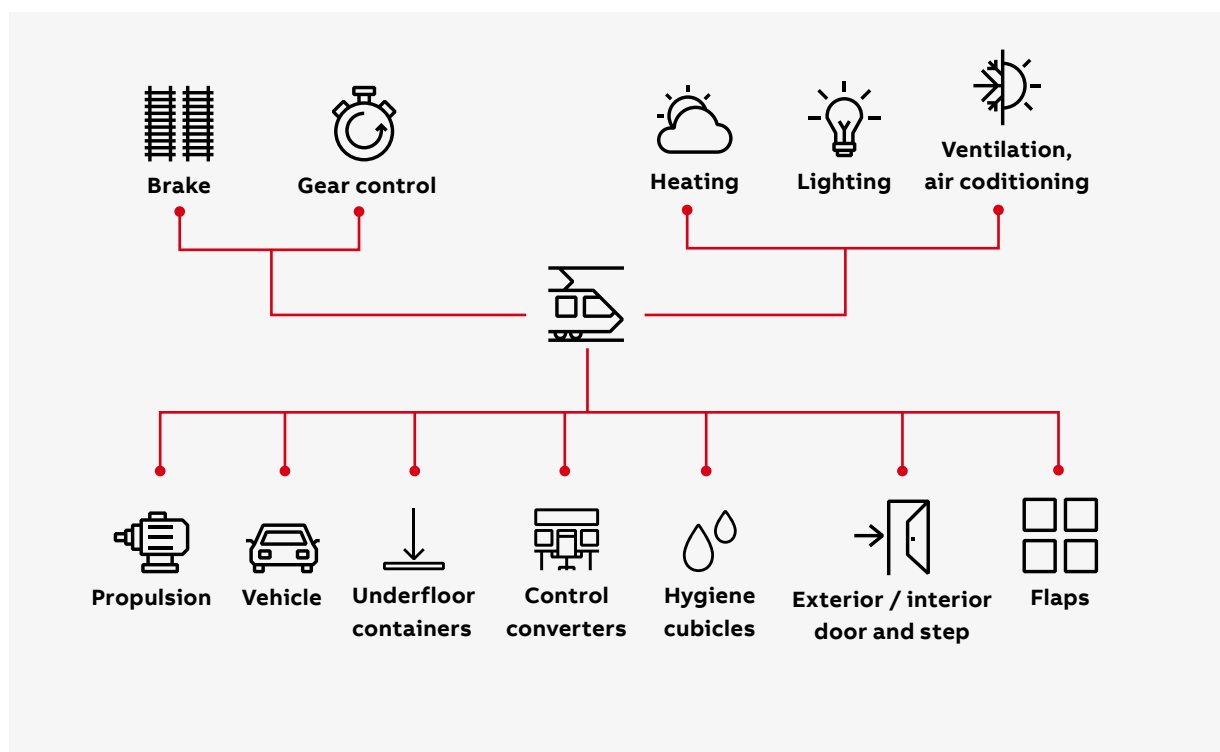 Brake
Gear control
Heating
Lighting
Ventilation,
air coditioning
Propulsion
Vehicle
Underfloor
containers
Control
converters
Hygiene
cubicles
Exterior / interior
door and step
Flaps